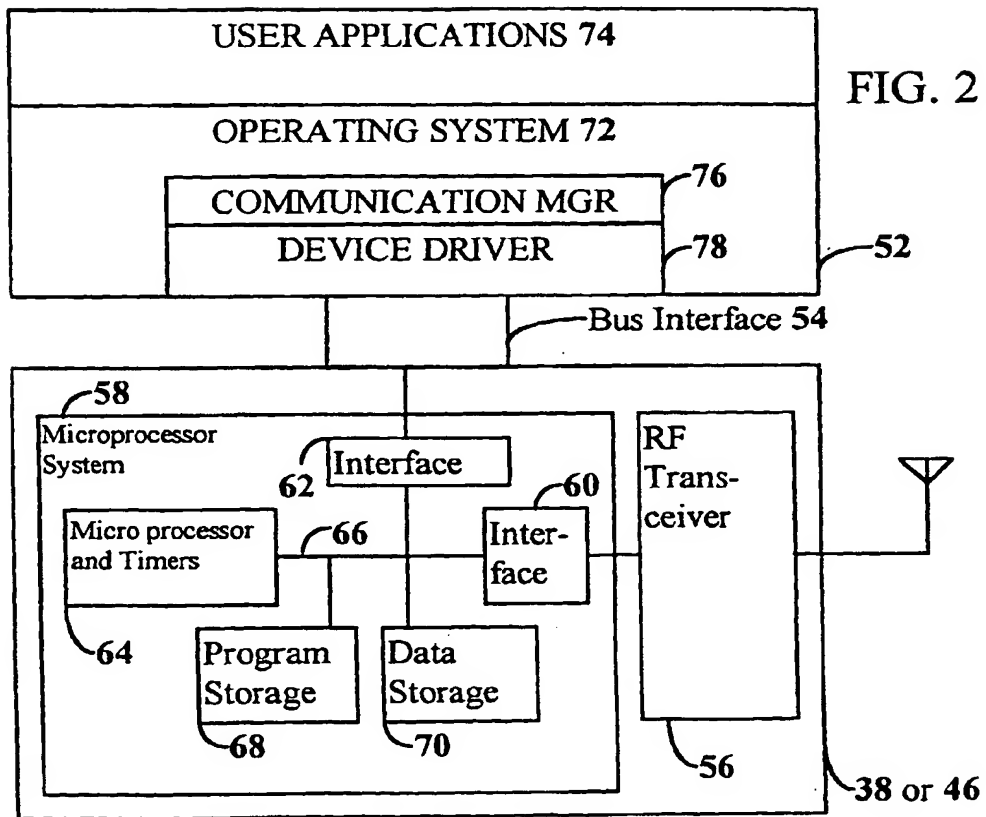 USER APPLICATIONS 74
FIG. 2
OPERATING SYSTEM 72
76
COMMUNICATION MGR
DEVICE DRIVER
78
52
Bus Interface 54
58
Microprocessor
System
62
Interface
60
RF
Trans-
ceiver
Micro processor
and Timers
66
Inter-
face
64
Program
Storage
Data
Storage
68
70
56
38 or 46